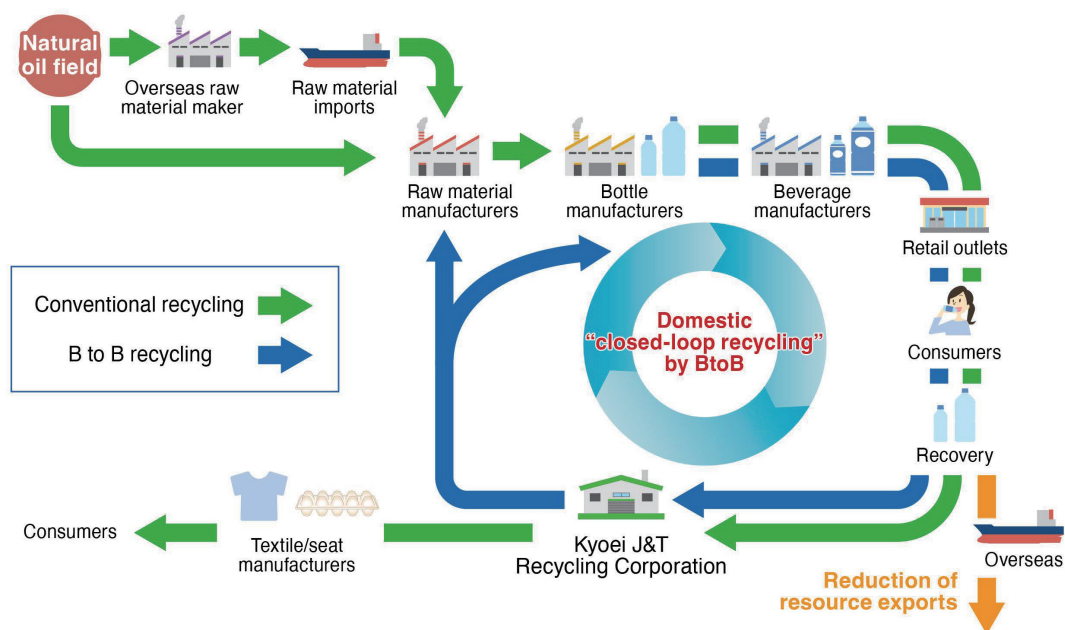 Natural
oil field
Overseas raw
material maker
Raw material
imports
Raw material
manufacturers
Bottle
manufacturers
Beverage
manufacturers
Retail outlets
Conventional recycling
B to B recycling
Domestic
“closed-loop recycling”
by BtoB
Consumers
Recovery
Consumers
Textile/seat
manufacturers
Kyoei J&T
Recycling Corporation
Overseas
Reduction of
resource exports